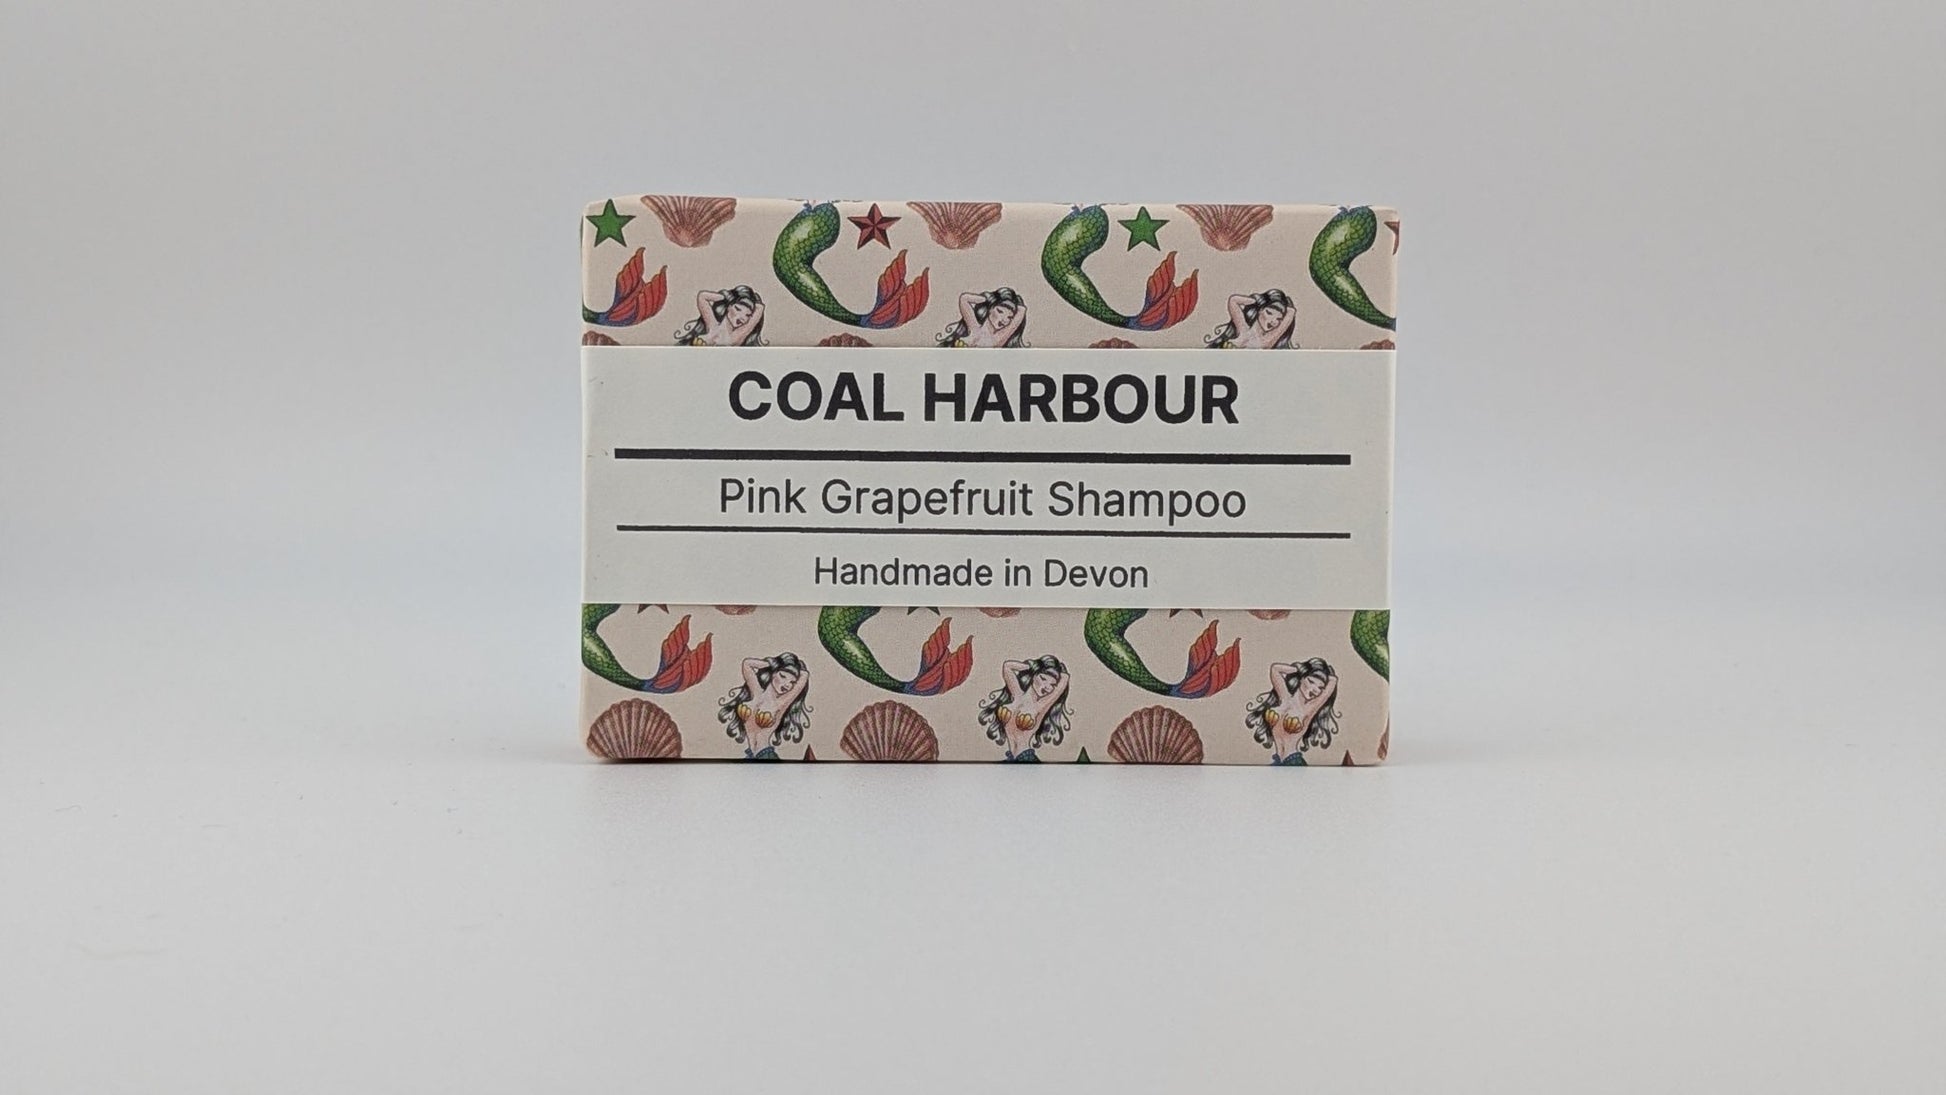 COAL HARBOUR
Pink Grapefruit Shampoo
Handmade in Devon